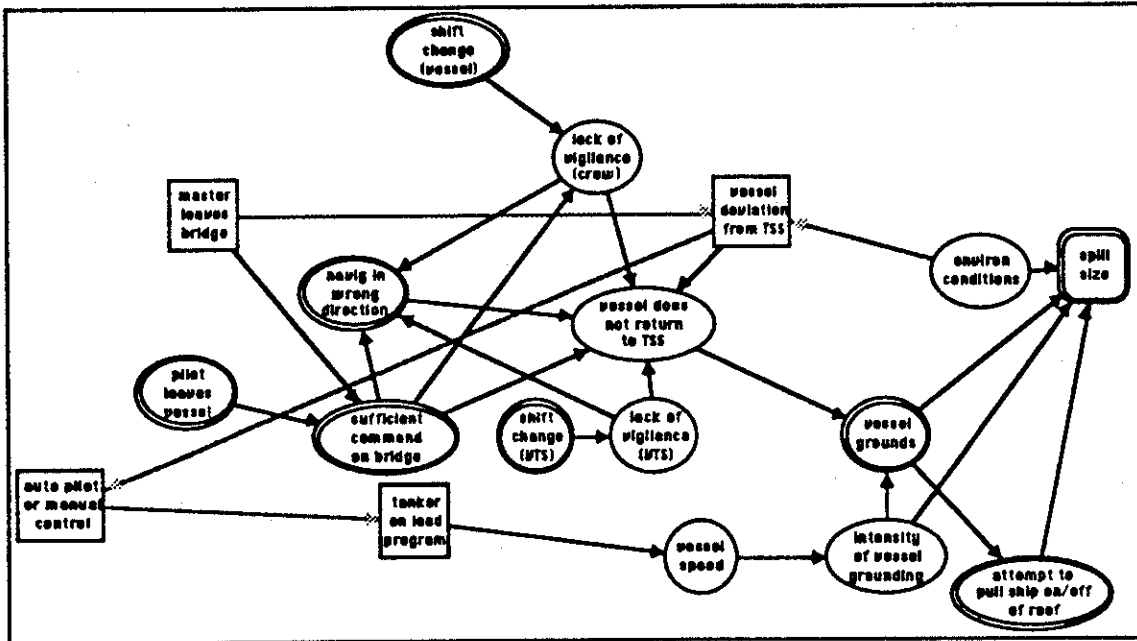 shift
change
(vessel)
lack of
vigilance
(crew)
master
leaves
bridge
vessel
deviation
from TSS
environ
conditions
spill
size
navig in
wrong
direction
vessel does
not return
to TSS
pilot
leaves
vessel
sufficient
command
on bridge
shift
change
(VTS)
lack of
vigilance
(VTS)
vessel
grounds
auto pilot
or manual
control
tanker
on load
program
vessel
speed
intensity
of vessel
grounding
attempt to
pull ship on/off
of reef